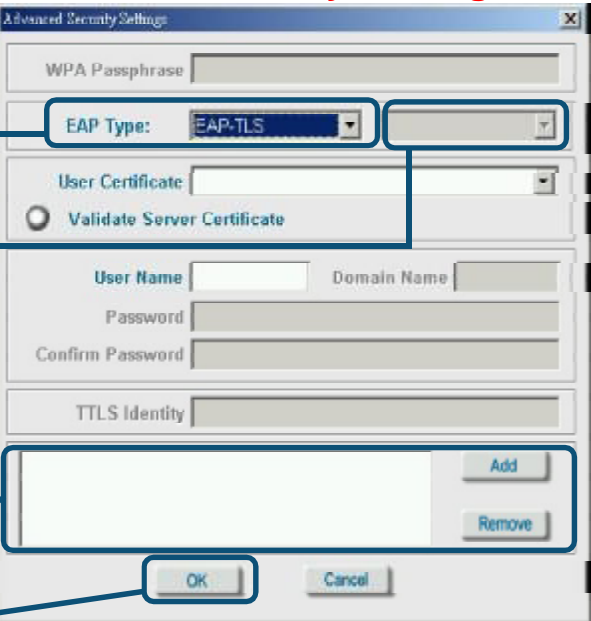 Advanced Security Settings
WPA Passphrase
EAP Type: EAP-TLS
User Certificate
Validate Server Certificate
User Name Domain Name
Password
Confirm Password
TTLS Identity
Add
Remove
OK Cancel